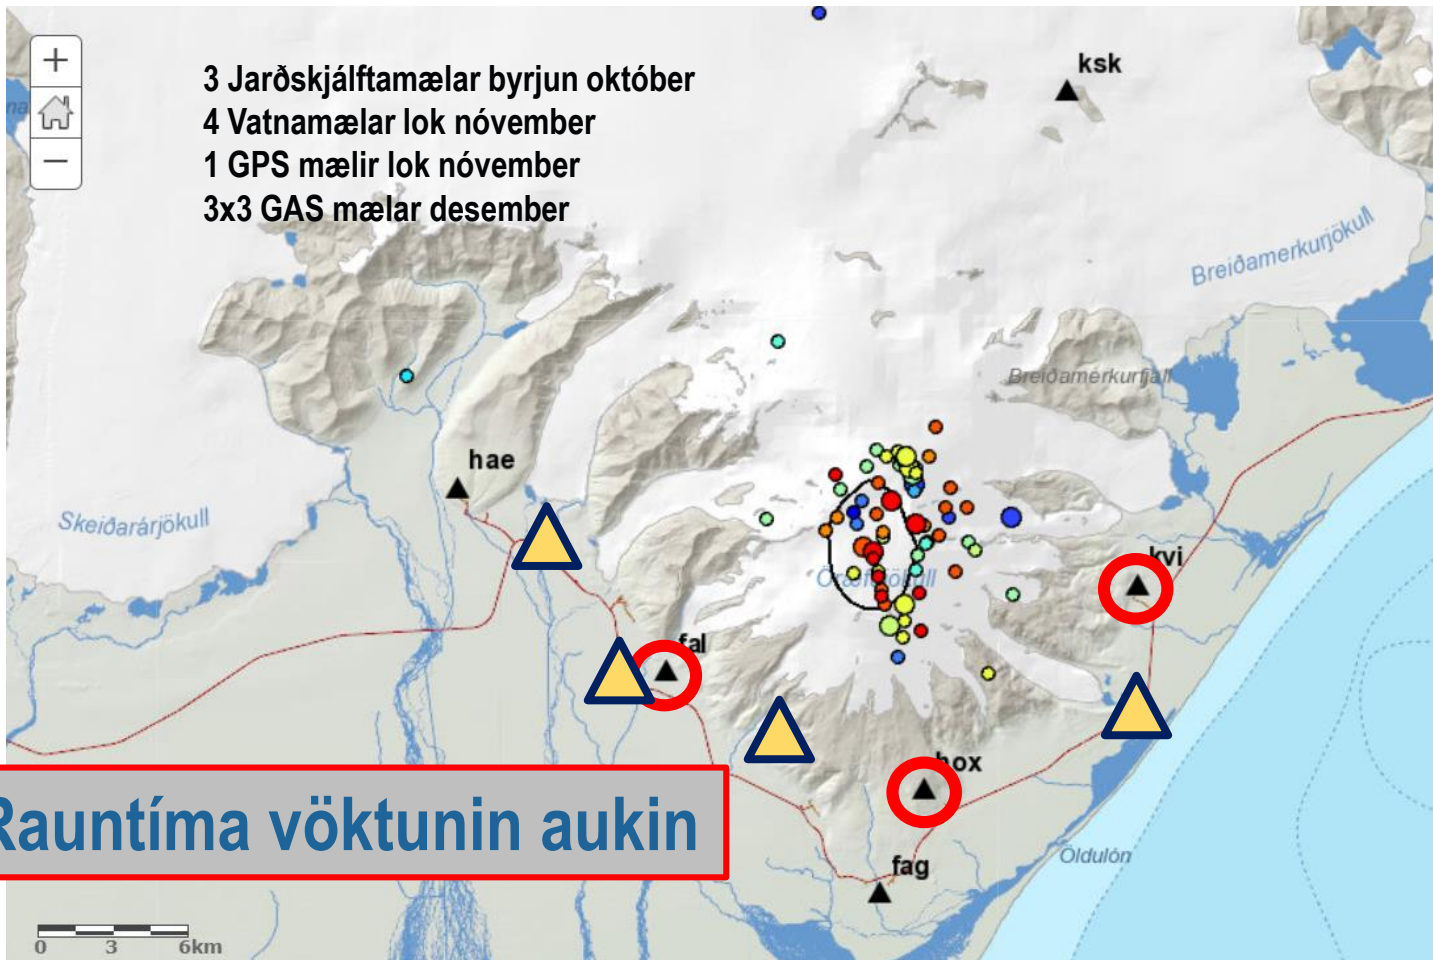 +
−
3 Jarðskjálftamælar byrjun október
4 Vatnamælar lok nóvember
1 GPS mælir lok nóvember
3x3 GAS mælar desember
ksk
Breiðamerkurjökull
Breiðamerkurfjall
hae
Skeiðarárjökull
Öræfajökull
kvi
fal
hox
Rauntíma vöktunin aukin
Öldulón
fag
0 3 6km